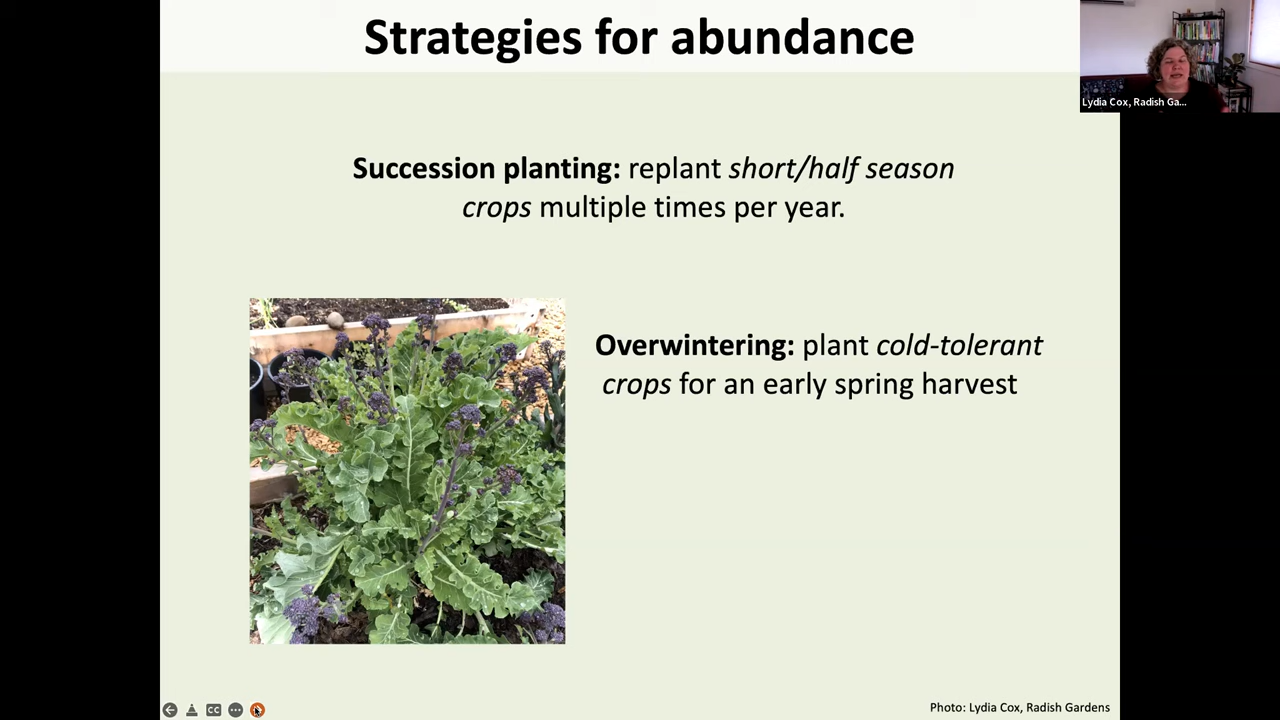 Strategies for abundance
Lydia Cox, Radish Ga...
Succession planting: replant short/half season
crops multiple times per year.
Overwintering: plant cold-tolerant
crops for an early spring harvest
CC
Photo: Lydia Cox, Radish Gardens